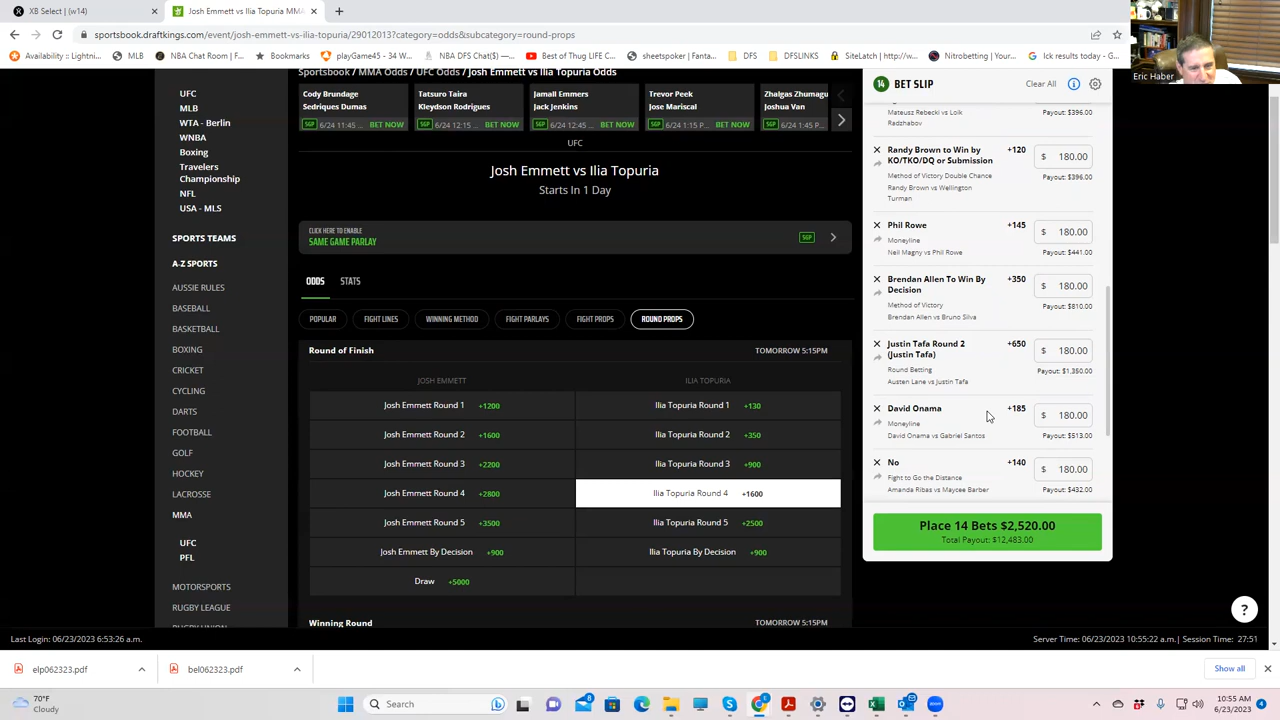 XB Select (w14)
Josh Emmett vs Ilia Topuria MMA
sportsbook.draftkings.com/event/josh-emmett-vs-ilia-topuria/29012013?category=odds&subcategory=round-props
Availability :: Lightnin...
MLB
NBA Chat Room | F...
Bookmarks
playGame45 - 34 W...
NBA DFS Chat($)—...
Best of Thug LIFE C...
sheetspoker...
DFS
DFSLINKS
SiteLatch | http://w...
Nitrobetting | Your...
lck results today - G...
Eric Haber
UFC
MLB
WTA - Berlin
WNBA
Boxing
Travelers
Championship
NFL
USA - MLS
SPORTS TEAMS
A-Z SPORTS
AUSSIE RULES
BASEBALL
BASKETBALL
BOXING
CRICKET
CYCLING
DARTS
FOOTBALL
GOLF
HOCKEY
LACROSSE
MMA
UFC
PFL
MOTORSPORTS
RUGBY LEAGUE
RUGBY UNION
Sportsbook / MMA Odds / UFC Odds / Josh Emmett vs Ilia Topuria Odds
Cody Brundage
Sedriques Dumas
SGP 6/24 11:45 ... BET NOW
Tatsuro Taira
Kleydson Rodrigues
SGP 6/24 12:15 ... BET NOW
Jamall Emmers
Jack Jenkins
SGP 6/24 12:45 ... BET NOW
Trevor Peek
Jose Mariscal
SGP 6/24 1:15 P... BET NOW
Zhalgas Zhumagu
Joshua Van
SGP 6/24 1:45 P...
UFC
Josh Emmett vs Ilia Topuria
Starts In 1 Day
CLICK HERE TO ENABLE
SAME GAME PARLAY SGP
ODDS STATS
POPULAR FIGHT LINES WINNING METHOD FIGHT PARLAYS FIGHT PROPS ROUND PROPS
Round of Finish TOMORROW 5:15PM
JOSH EMMETT ILIA TOPURIA
Josh Emmett Round 1 +1200 Ilia Topuria Round 1 +130
Josh Emmett Round 2 +1600 Ilia Topuria Round 2 +350
Josh Emmett Round 3 +2200 Ilia Topuria Round 3 +900
Josh Emmett Round 4 +2800 Ilia Topuria Round 4 +1600
Josh Emmett Round 5 +3500 Ilia Topuria Round 5 +2500
Josh Emmett By Decision +900 Ilia Topuria By Decision +900
Draw +5000
Winning Round TOMORROW 5:15PM
14 BET SLIP Clear All
Mateusz Rebecki vs Loik
Radzhabov
Payout: $396.00
Randy Brown to Win by
KO/TKO/DQ or Submission
+120 $ 180.00
Method of Victory Double Chance
Payout: $396.00
Randy Brown vs Wellington
Turman
Phil Rowe +145 $ 180.00
Moneyline
Neil Magny vs Phil Rowe Payout: $441.00
Brendan Allen To Win By
Decision
+350 $ 180.00
Method of Victory
Payout: $810.00
Brendan Allen vs Bruno Silva
Justin Tafa Round 2
(Justin Tafa)
+650 $ 180.00
Round Betting
Payout: $1,350.00
Austen Lane vs Justin Tafa
David Onama +185 $ 180.00
Moneyline
David Onama vs Gabriel Santos Payout: $513.00
No +140 $ 180.00
Fight to Go the Distance
Amanda Ribas vs Maycee Barber Payout: $432.00
Place 14 Bets $2,520.00
Total Payout: $12,483.00
?
Last Login: 06/23/2023 6:53:26 a.m.
Server Time: 06/23/2023 10:55:22 a.m.| Session Time: 27:51
elp062323.pdf
bel062323.pdf
Show all
70°F
Cloudy
Search
10:55 AM
6/23/2023